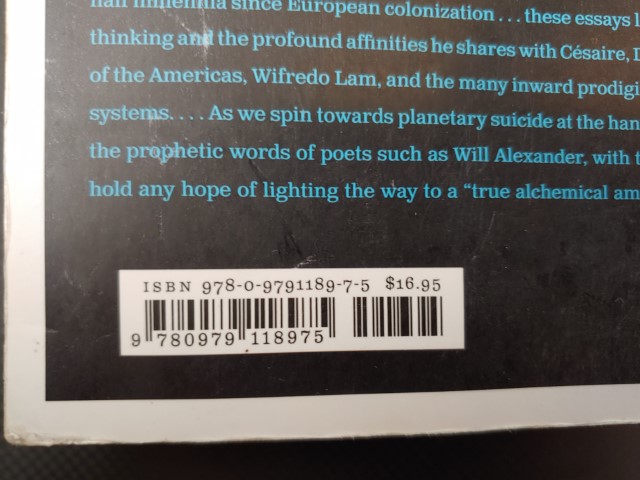 half millennia since European colonization . . . these essays
thinking and the profound affinities he shares with Césaire,
of the Americas, Wifredo Lam, and the many inward prodigi
systems. . . . As we spin towards planetary suicide at the han
the prophetic words of poets such as Will Alexander, with
hold any hope of lighting the way to a “true alchemical am
ISBN 978-0-9791189-7-5 $16.95
9 780979 118975